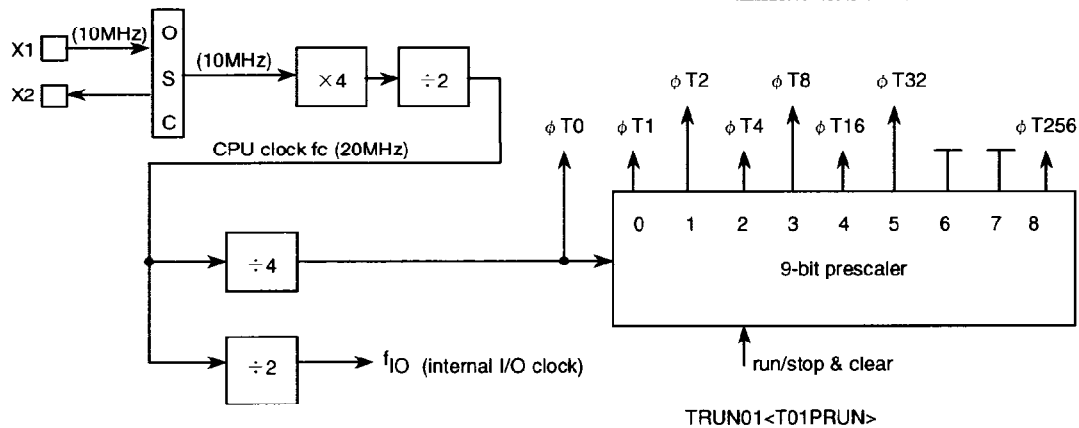 X1
(10MHz)
X2
O
S
C
(10MHz)
×4
÷2
CPU clock fc (20MHz)
÷4
÷2
fIO (internal I/O clock)
φT0
φT1
φT2
φT4
φT8
φT16
φT32
φT256
0 1 2 3 4 5 6 7 8
9-bit prescaler
run/stop & clear
TRUN01<T01PRUN>